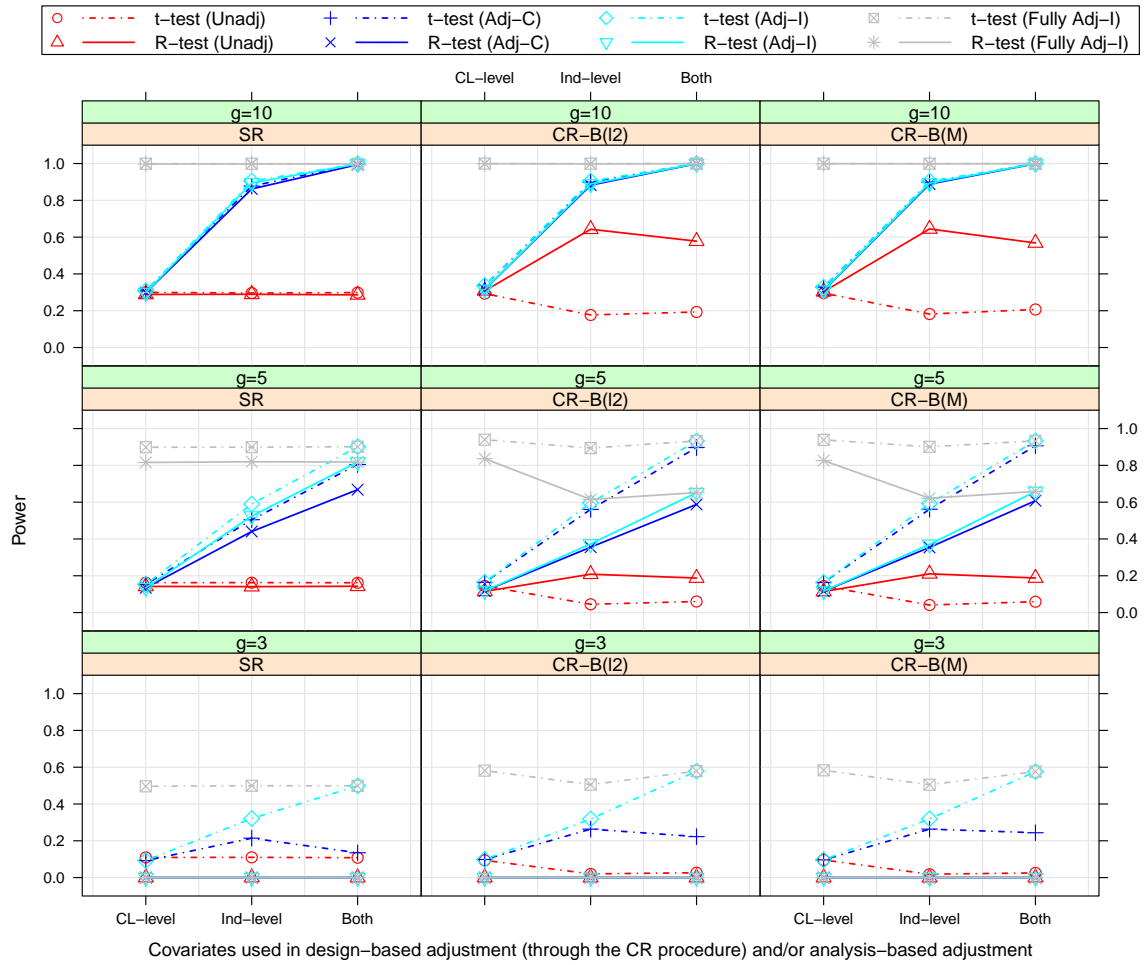 t−test (Unadj) t−test (Adj−C) t−test (Adj−I) t−test (Fully Adj−I)
R−test (Unadj) R−test (Adj−C) R−test (Adj−I) R−test (Fully Adj−I)
CL−level Ind−level Both
g=10 g=10 g=10
SR CR−B(l2) CR−B(M)
1.0
0.8
0.6
0.4
0.2
0.0
g=5 g=5 g=5
SR CR−B(l2) CR−B(M)
1.0
0.8
0.6
0.4
0.2
0.0
Power
g=3 g=3 g=3
SR CR−B(l2) CR−B(M)
1.0
0.8
0.6
0.4
0.2
0.0
CL−level Ind−level Both CL−level Ind−level Both
Covariates used in design−based adjustment (through the CR procedure) and/or analysis−based adjustment